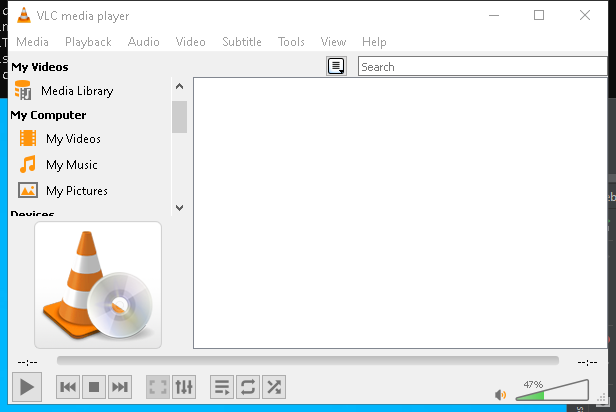 VLC media player
Media Playback Audio Video Subtitle Tools View Help
My Videos
Search
Media Library
My Computer
My Videos
My Music
My Pictures
Devices
--:-- --:--
47%